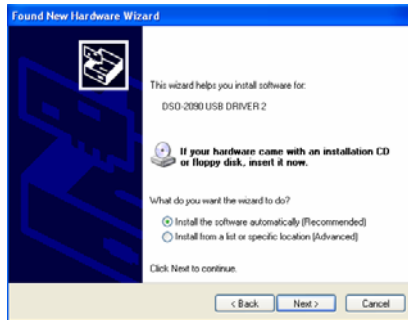 Found New Hardware Wizard
This wizard helps you install software for:
DSO-2090 USB DRIVER 2
If your hardware came with an installation CD
or floppy disk, insert it now.
What do you want the wizard to do?
Install the software automatically (Recommended)
Install from a list or specific location (Advanced)
Click Next to continue.
< Back Next > Cancel